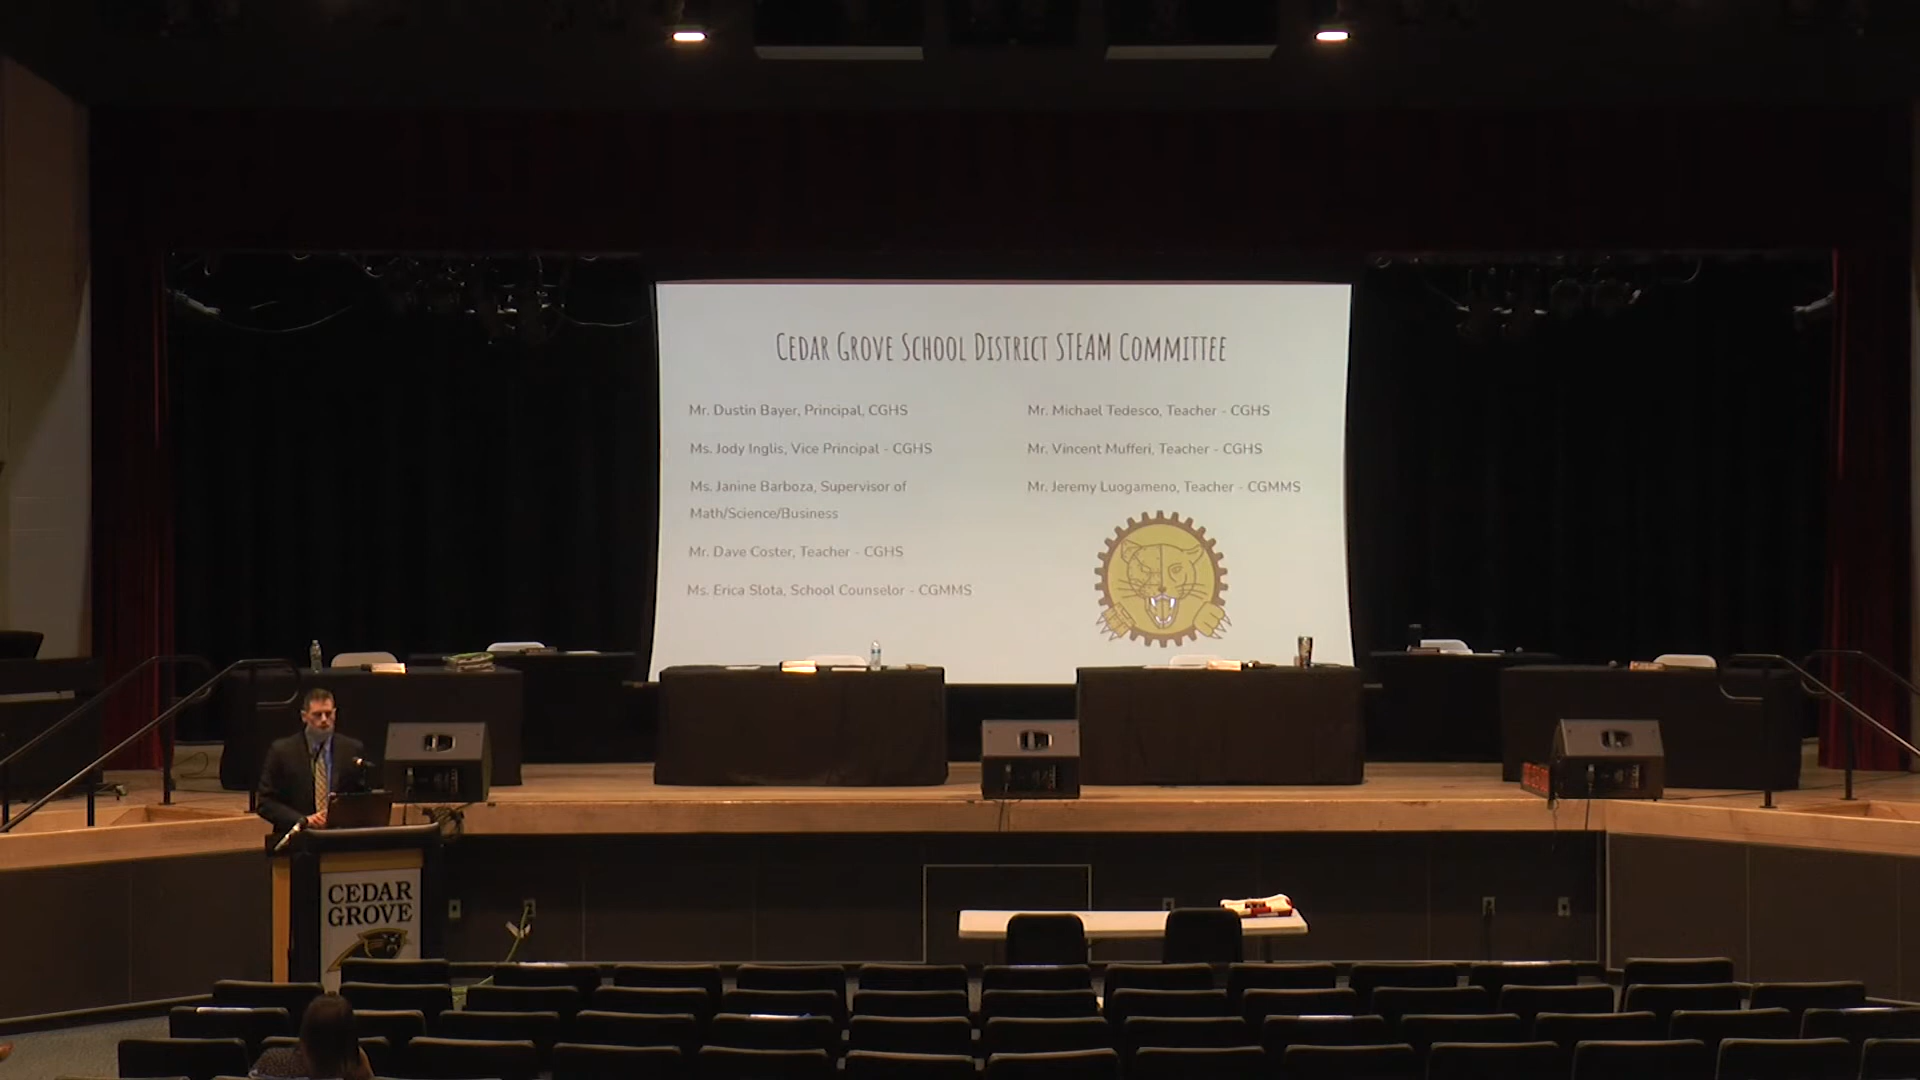 Cedar Grove School District STEAM Committee
Mr. Dustin Bayer, Principal, CGHS
Ms. Jody Inglis, Vice Principal - CGHS
Ms. Janine Barboza, Supervisor of
Math/Science/Business
Mr. Dave Coster, Teacher - CGHS
Ms. Erica Slota, School Counselor - CGMMS
Mr. Michael Tedesco, Teacher - CGHS
Mr. Vincent Mufferi, Teacher - CGHS
Mr. Jeremy Luogameno, Teacher - CGMMS
CEDAR
GROVE